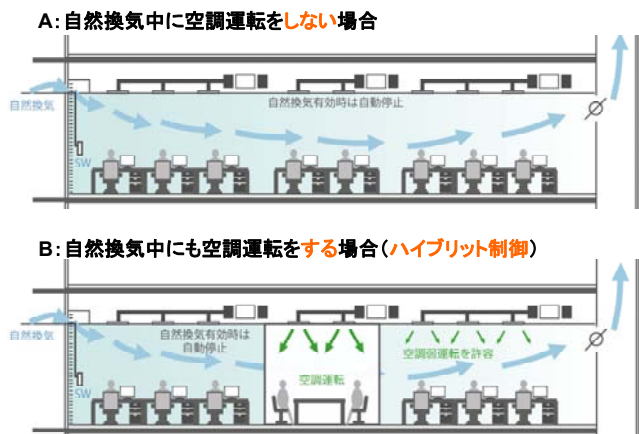 A：自然換気中に空調運転をしない場合
自然換気
自然換気有効時は自動停止
SW
B：自然換気中にも空調運転をする場合（ハイブリット制御）
自然換気
自然換気有効時は
自動停止
空調弱運転を許容
空調運転
SW